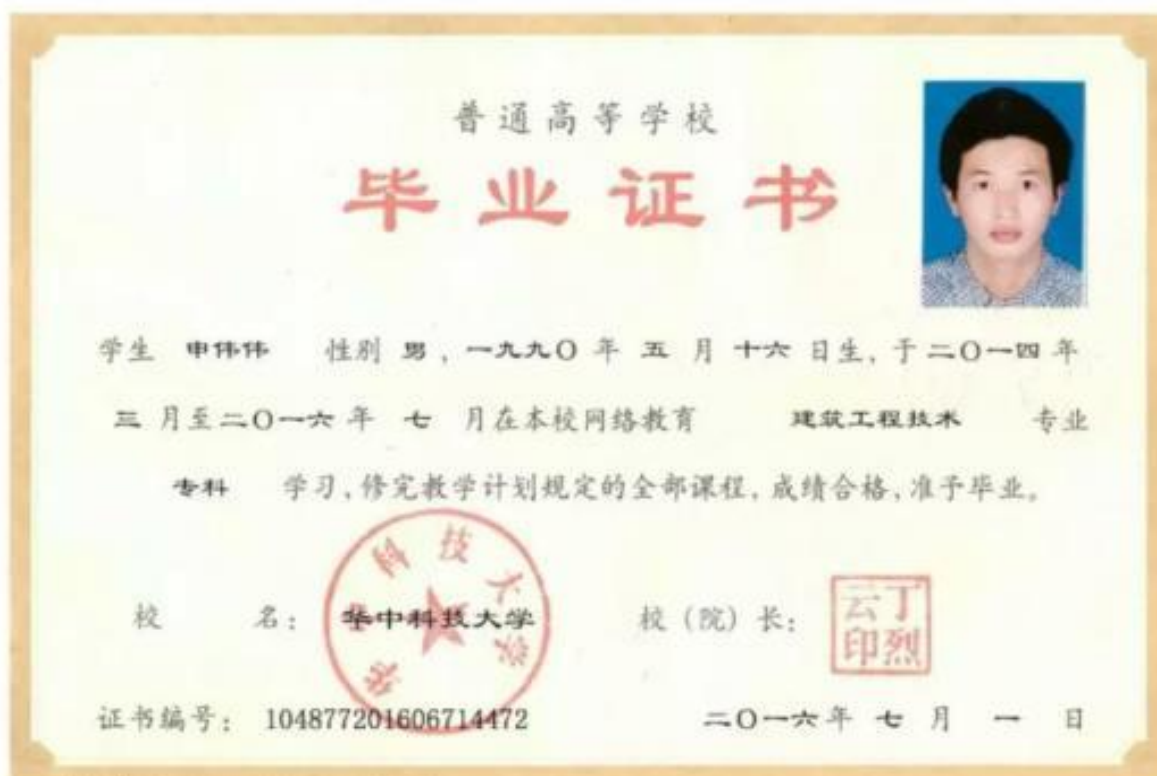 普通高等学校
毕业证书
学生 申伟伟 性别 男，一九九〇 年 五 月 十六 日生，于二〇一四 年
三 月至二〇一六 年 七 月在本校网络教育 建筑工程技术 专业
专科 学习，修完教学计划规定的全部课程，成绩合格，准予毕业。
华中科技大学
校 名：华中科技大学 校（院）长：
丁烈云印
证书编号：104877201606714472 二〇一六年 七 月 一 日